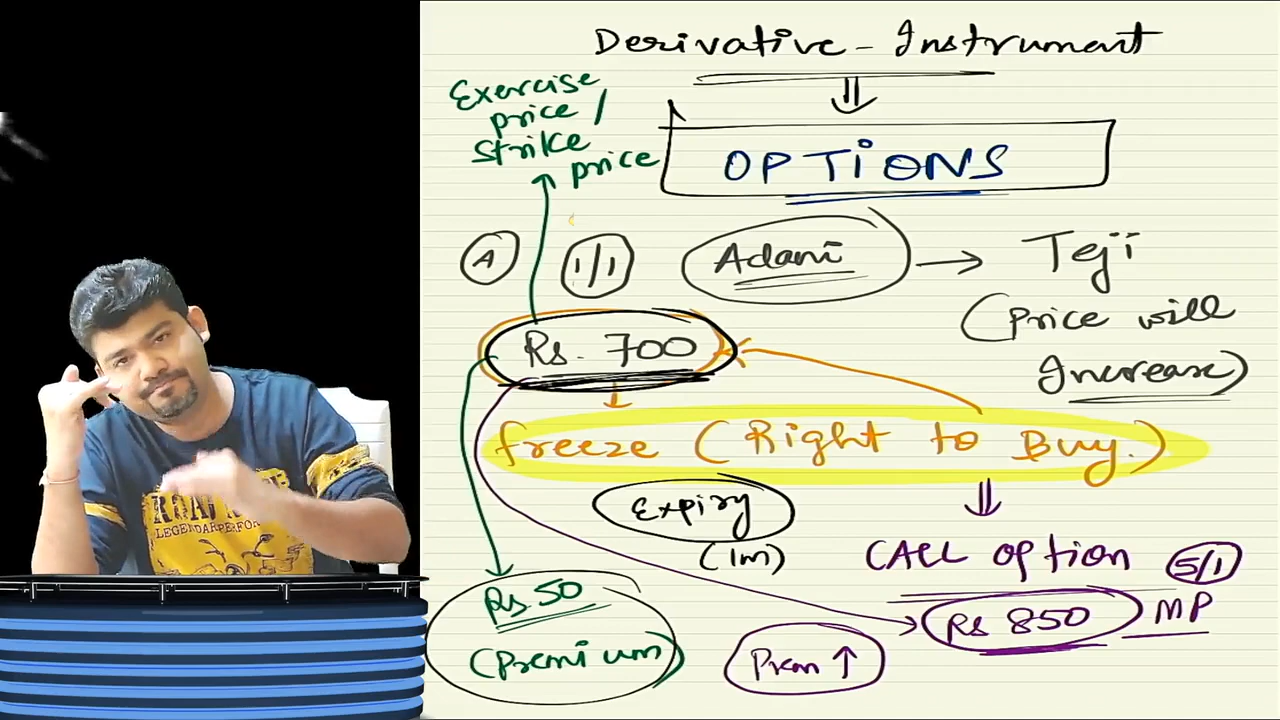 Derivative - Instrument
Exercise
price /
Strike
price
OPTIONS
A
1/1
Adani
Teji
(Price will
Increase)
Rs. 700
freeze (Right to Buy.)
Expiry
(1m)
CALL option
5/1
Rs 850
MP
Rs. 50
(Premium)
Prem ↑
LEGENDARPERFOR